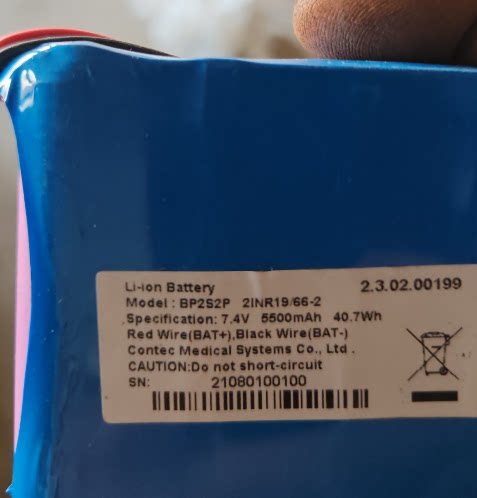 Li-ion Battery 2.3.02.00199
Model : BP2S2P 2INR19/66-2
Specification: 7.4V 5500mAh 40.7Wh
Red Wire(BAT+),Black Wire(BAT-)
Contec Medical Systems Co., Ltd .
CAUTION:Do not short-circuit
SN: 21080100100